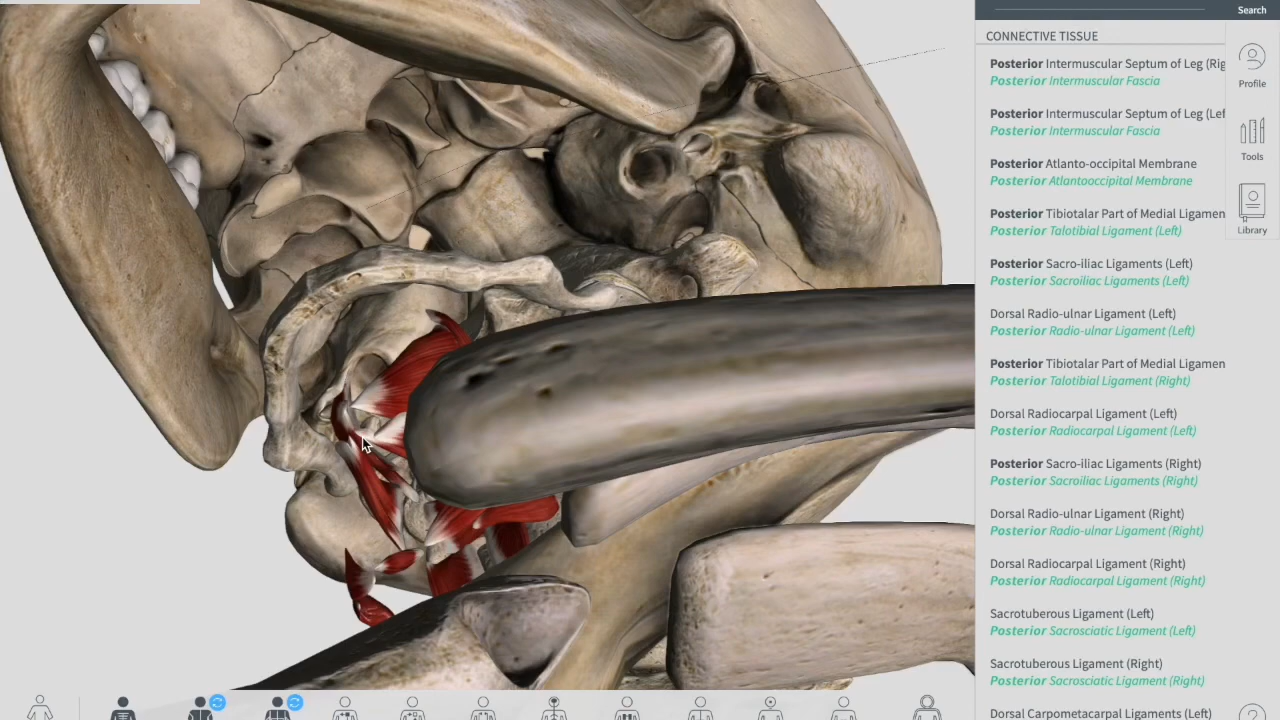 Search
CONNECTIVE TISSUE
Posterior Intermuscular Septum of Leg (Rig
Posterior Intermuscular Fascia
Profile
Posterior Intermuscular Septum of Leg (Lef
Posterior Intermuscular Fascia
Tools
Posterior Atlanto-occipital Membrane
Posterior Atlantooccipital Membrane
Posterior Tibiotalar Part of Medial Ligamen
Posterior Talotibial Ligament (Left)
Library
Posterior Sacro-iliac Ligaments (Left)
Posterior Sacroiliac Ligaments (Left)
Dorsal Radio-ulnar Ligament (Left)
Posterior Radio-ulnar Ligament (Left)
Posterior Tibiotalar Part of Medial Ligamen
Posterior Talotibial Ligament (Right)
Dorsal Radiocarpal Ligament (Left)
Posterior Radiocarpal Ligament (Left)
Posterior Sacro-iliac Ligaments (Right)
Posterior Sacroiliac Ligaments (Right)
Dorsal Radio-ulnar Ligament (Right)
Posterior Radio-ulnar Ligament (Right)
Dorsal Radiocarpal Ligament (Right)
Posterior Radiocarpal Ligament (Right)
Sacrotuberous Ligament (Left)
Posterior Sacrosciatic Ligament (Left)
Sacrotuberous Ligament (Right)
Posterior Sacrosciatic Ligament (Right)
Dorsal Carpometacarpal Ligaments (Left)